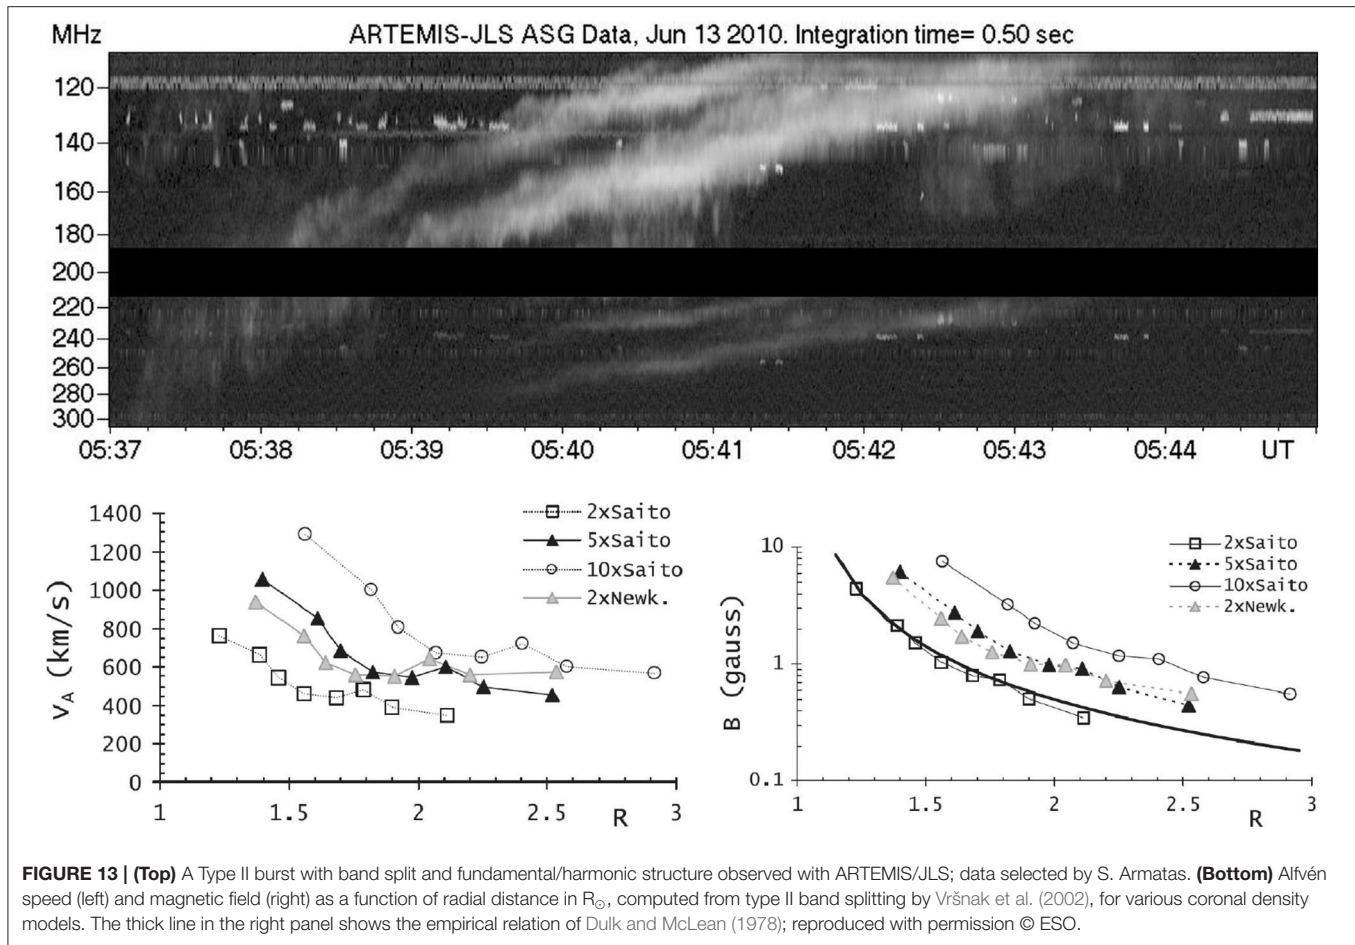 MHz ARTEMIS-JLS ASG Data, Jun 13 2010. Integration time= 0.50 sec
120
140
160
180
200
220
240
260
280
300
05:37 05:38 05:39 05:40 05:41 05:42 05:43 05:44 UT
1400
1200
1000
800
600
400
200
0
V_A (km/s)
1 1.5 2 2.5 3
R
2xSaito
5xSaito
10xSaito
2xNewk.
10
1
0.1
B (gauss)
1 1.5 2 2.5 3
R
2xSaito
5xSaito
10xSaito
2xNewk.
FIGURE 13 | (Top) A Type II burst with band split and fundamental/harmonic structure observed with ARTEMIS/JLS; data selected by S. Armatas. (Bottom) Alfvén
speed (left) and magnetic field (right) as a function of radial distance in R☉, computed from type II band splitting by Vršnak et al. (2002), for various coronal density
models. The thick line in the right panel shows the empirical relation of Dulk and McLean (1978); reproduced with permission © ESO.